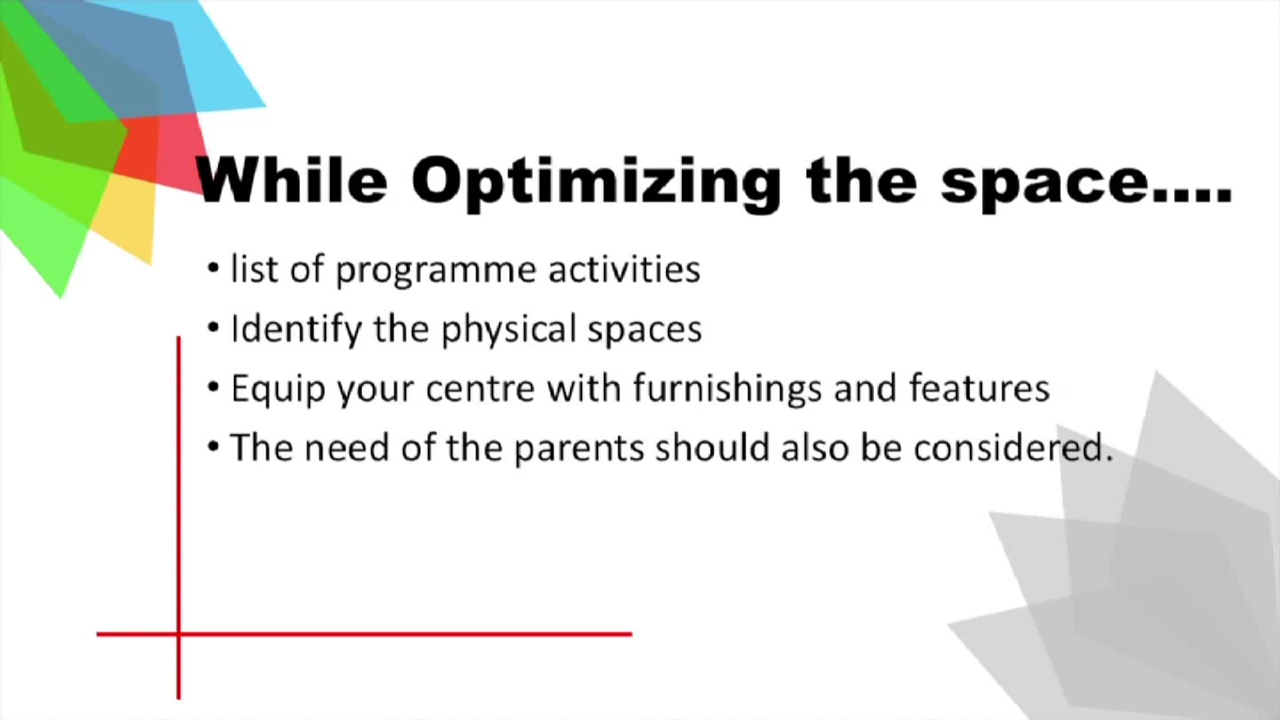 While Optimizing the space....
• list of programme activities
• Identify the physical spaces
• Equip your centre with furnishings and features
• The need of the parents should also be considered.